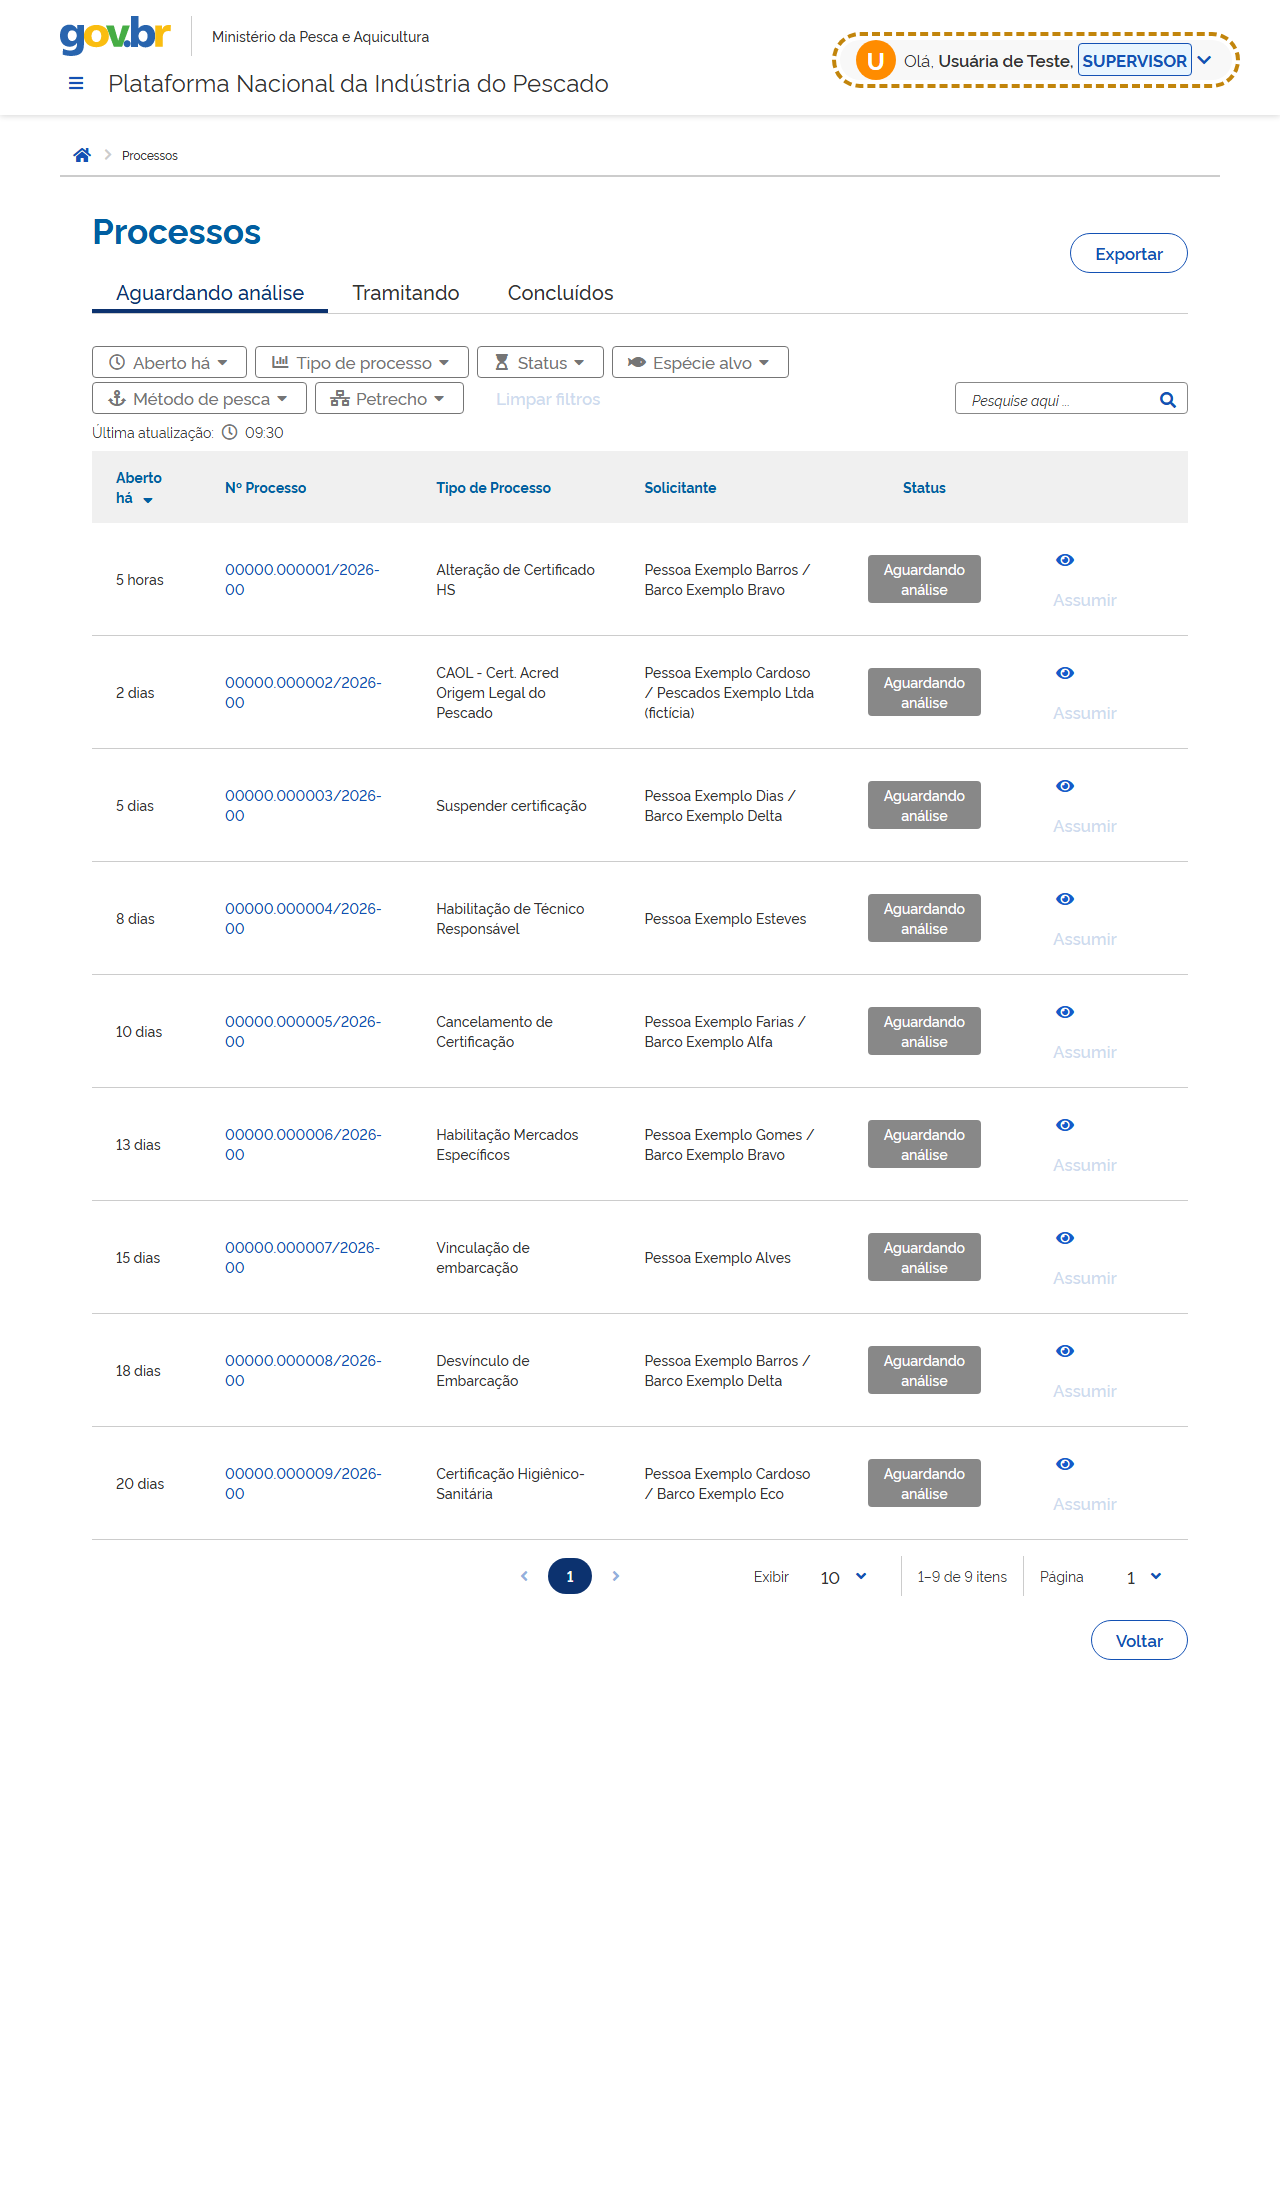 gov.br
Ministério da Pesca e Aquicultura
Plataforma Nacional da Indústria do Pescado
U Olá, Usuária de Teste, SUPERVISOR
Processos
Processos
Exportar
Aguardando análise Tramitando Concluídos
Aberto há Tipo de processo Status Espécie alvo
Método de pesca Petrecho Limpar filtros Pesquise aqui ...
Última atualização: 09:30
Aberto
há
Nº Processo
Tipo de Processo
Solicitante
Status
5 horas
00000.000001/2026-
00
Alteração de Certificado
HS
Pessoa Exemplo Barros /
Barco Exemplo Bravo
Aguardando
análise
Assumir
2 dias
00000.000002/2026-
00
CAOL - Cert. Acred
Origem Legal do
Pescado
Pessoa Exemplo Cardoso
/ Pescados Exemplo Ltda
(fictícia)
Aguardando
análise
Assumir
5 dias
00000.000003/2026-
00
Suspender certificação
Pessoa Exemplo Dias /
Barco Exemplo Delta
Aguardando
análise
Assumir
8 dias
00000.000004/2026-
00
Habilitação de Técnico
Responsável
Pessoa Exemplo Esteves
Aguardando
análise
Assumir
10 dias
00000.000005/2026-
00
Cancelamento de
Certificação
Pessoa Exemplo Farias /
Barco Exemplo Alfa
Aguardando
análise
Assumir
13 dias
00000.000006/2026-
00
Habilitação Mercados
Específicos
Pessoa Exemplo Gomes /
Barco Exemplo Bravo
Aguardando
análise
Assumir
15 dias
00000.000007/2026-
00
Vinculação de
embarcação
Pessoa Exemplo Alves
Aguardando
análise
Assumir
18 dias
00000.000008/2026-
00
Desvínculo de
Embarcação
Pessoa Exemplo Barros /
Barco Exemplo Delta
Aguardando
análise
Assumir
20 dias
00000.000009/2026-
00
Certificação Higiênico-
Sanitária
Pessoa Exemplo Cardoso
/ Barco Exemplo Eco
Aguardando
análise
Assumir
1 Exibir 10 1–9 de 9 itens Página 1
Voltar